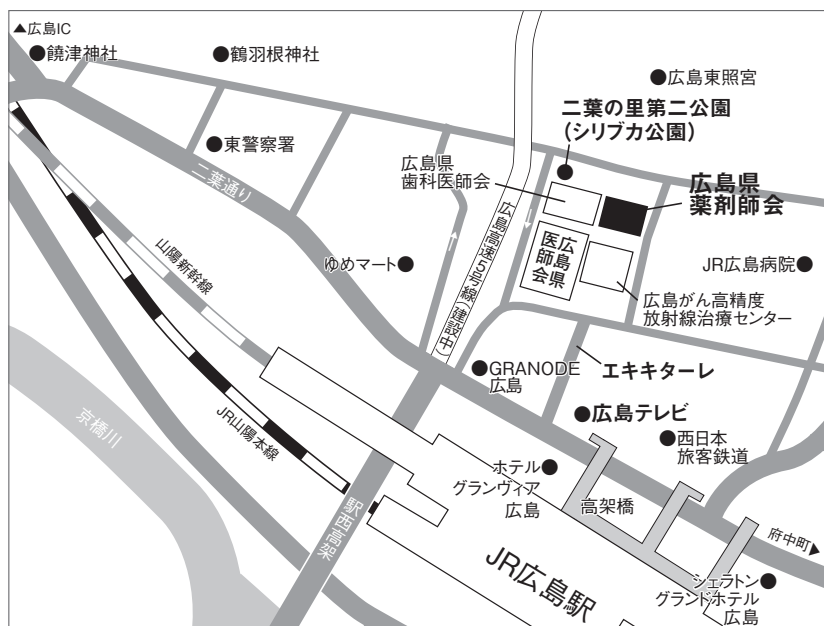 ▲広島IC
●饒津神社
●鶴羽根神社
●広島東照宮
二葉の里第二公園
(シリブカ公園)
●東警察署
広島県
歯科医師会
広島県
薬剤師会
二葉通り
広島高速5号線(建設中)
広島県
医師会
山陽新幹線
ゆめマート●
JR広島病院●
広島がん高精度
放射線治療センター
●GRANODE
広島
エキキターレ
京橋川
JR山陽本線
●広島テレビ
●西日本
旅客鉄道
ホテル●
グランヴィア
広島
高架橋
駅西高架
府中町▶
JR広島駅
シェラトン●
グランドホテル
広島